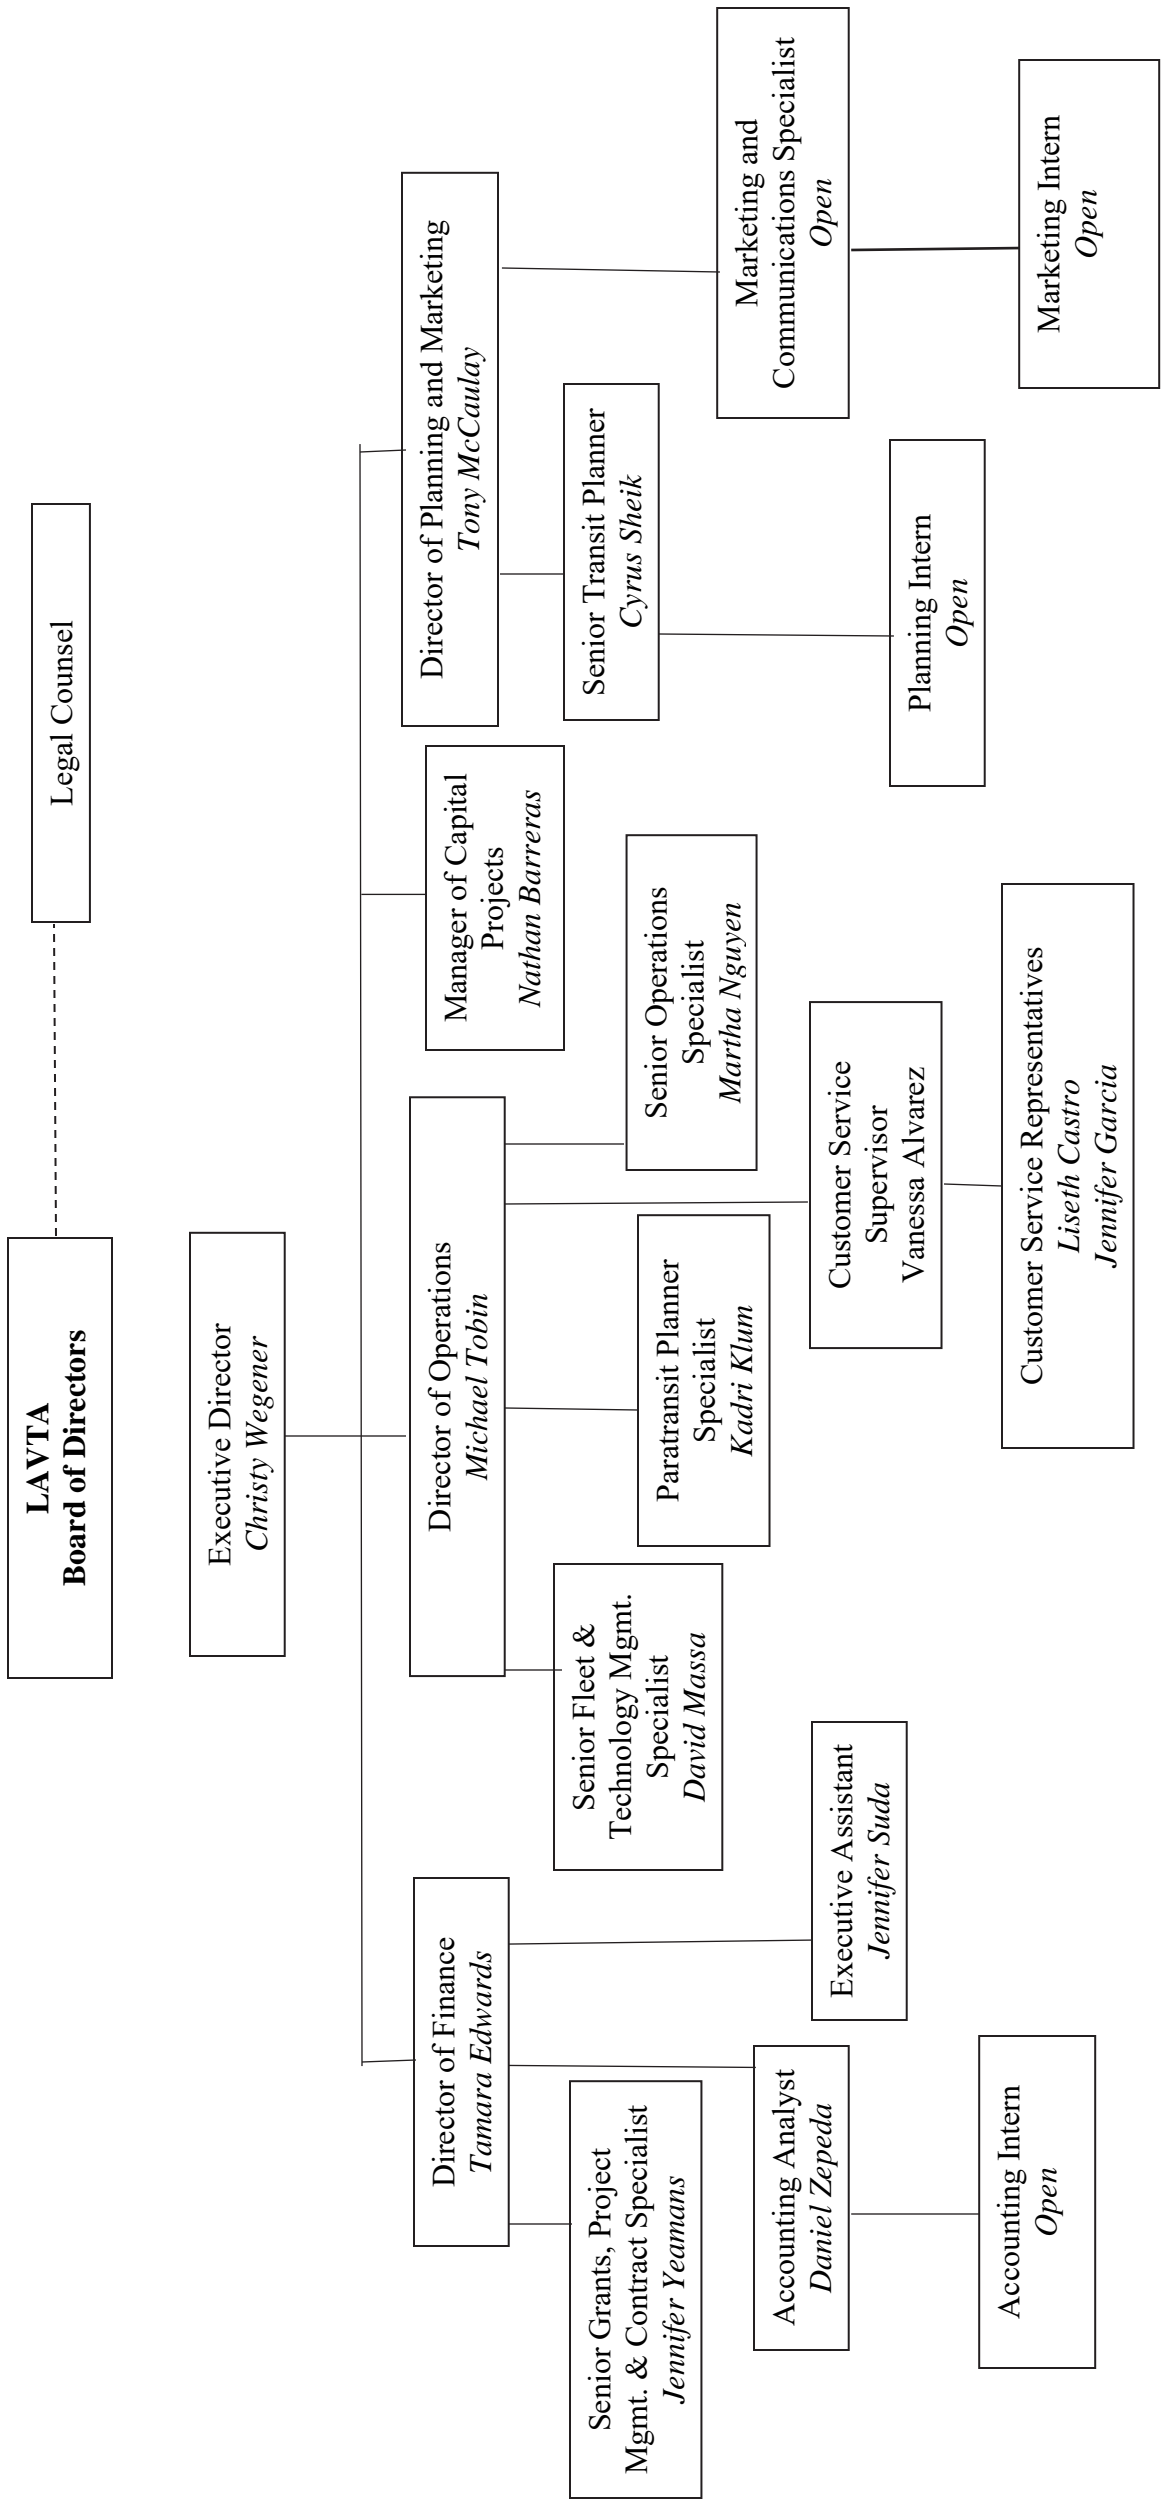 LAVTA
Board of Directors
Legal Counsel
Executive Director
Christy Wegener
Director of Finance
Tamara Edwards
Director of Operations
Michael Tobin
Manager of Capital
Projects
Nathan Barreras
Director of Planning and Marketing
Tony McCaulay
Senior Grants, Project
Mgmt. & Contract Specialist
Jennifer Yeamans
Accounting Analyst
Daniel Zepeda
Executive Assistant
Jennifer Suda
Accounting Intern
Open
Senior Fleet &
Technology Mgmt.
Specialist
David Massa
Paratransit Planner
Specialist
Kadri Klum
Customer Service
Supervisor
Vanessa Alvarez
Senior Operations
Specialist
Martha Nguyen
Customer Service Representatives
Liseth Castro
Jennifer Garcia
Senior Transit Planner
Cyrus Sheik
Planning Intern
Open
Marketing and
Communications Specialist
Open
Marketing Intern
Open